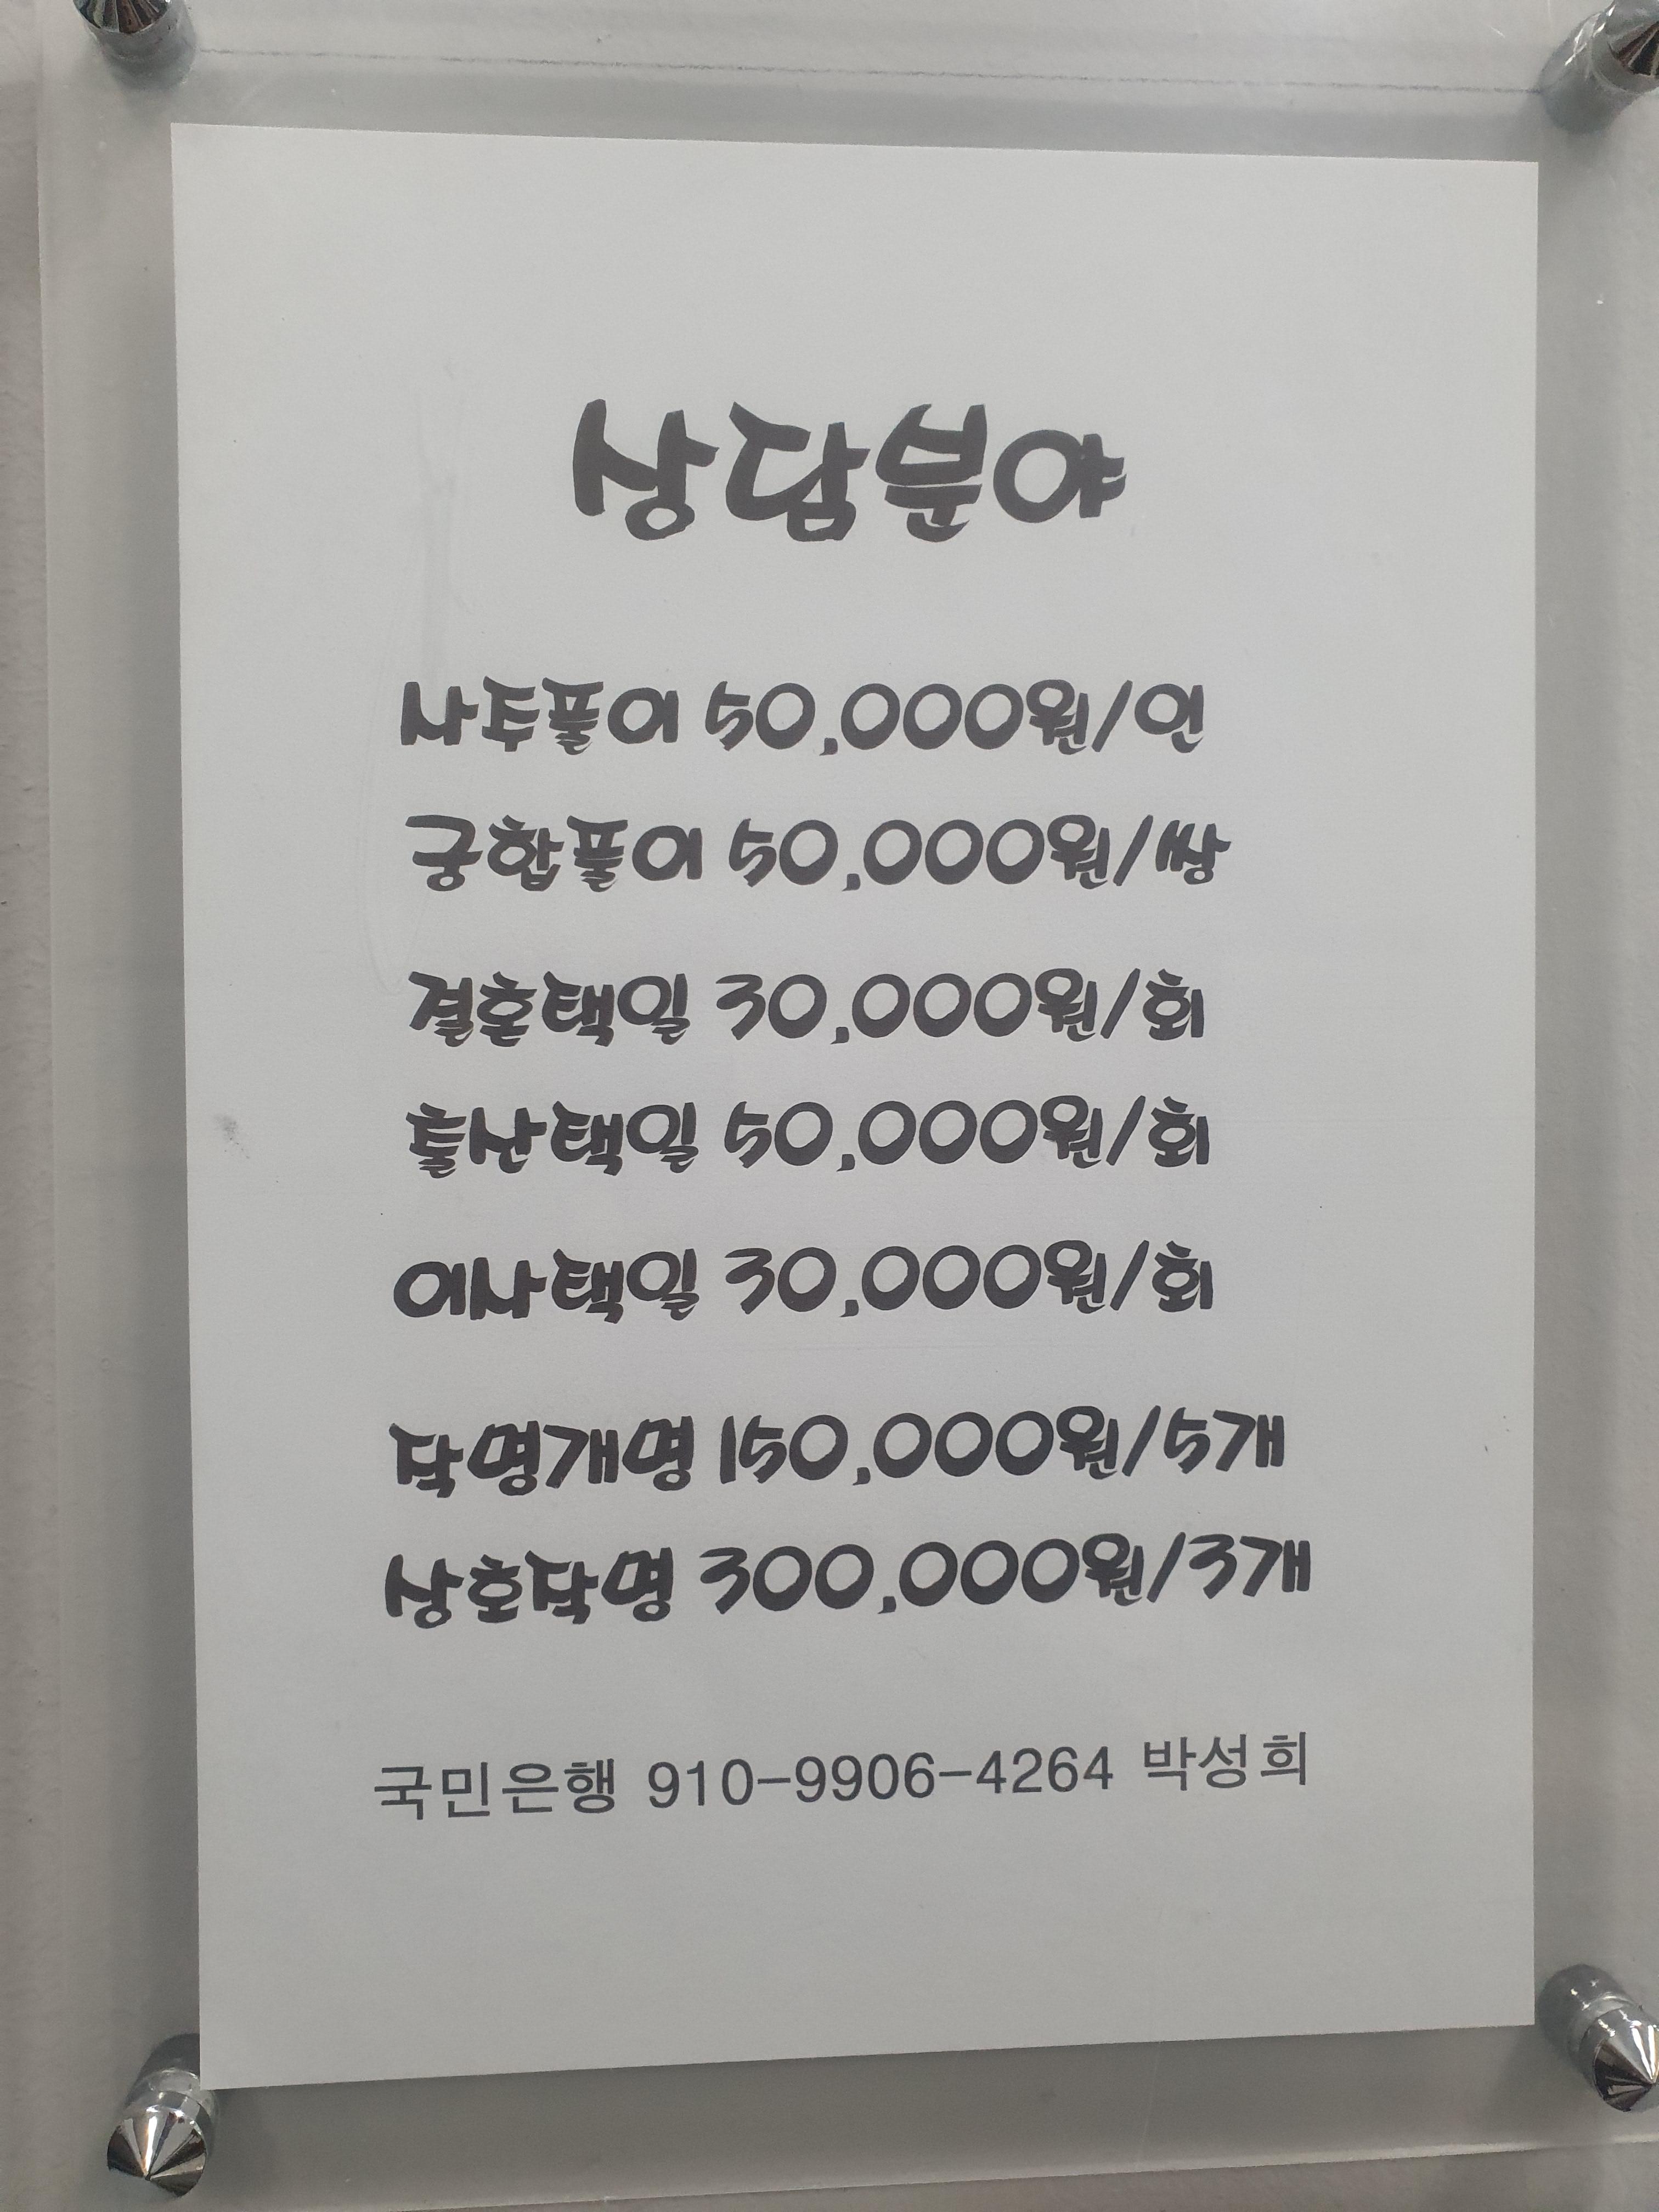 상담분야
사주풀이 50,000원/인
궁합풀이 50,000원/쌍
결혼택일 30,000원/회
출산택일 50,000원/회
이사택일 30,000원/회
작명개명 150,000원/5개
상호작명 300,000원/3개
국민은행 910-9906-4264 박성희